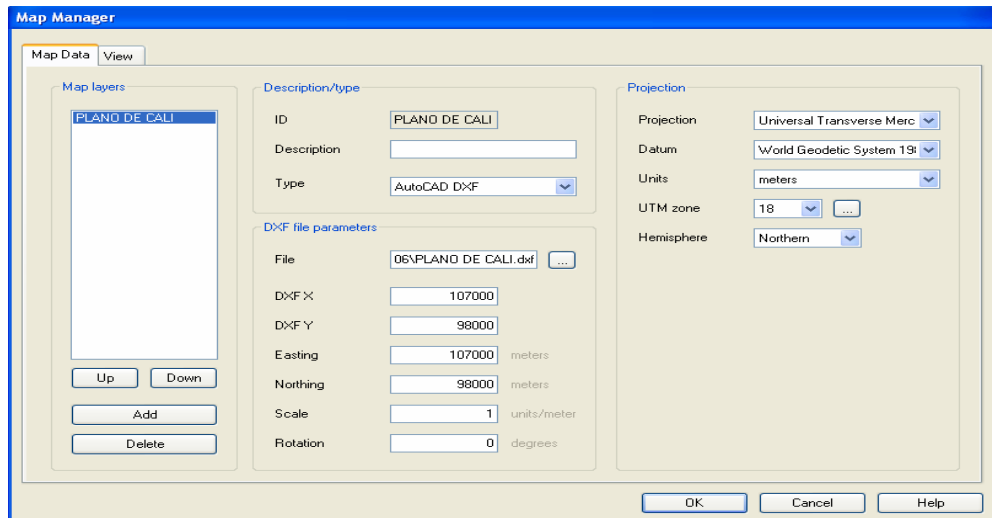 Map Manager
Map Data
View
Map layers
PLANO DE CALI
Up
Down
Add
Delete
Description/type
ID
PLANO DE CALI
Description
Type
AutoCAD DXF
DXF file parameters
File
06\PLANO DE CALI.dxf
...
DXF X
107000
DXF Y
98000
Easting
107000
meters
Northing
98000
meters
Scale
1
units/meter
Rotation
0
degrees
Projection
Projection
Universal Transverse Merc
Datum
World Geodetic System 198
Units
meters
UTM zone
18
...
Hemisphere
Northern
OK
Cancel
Help